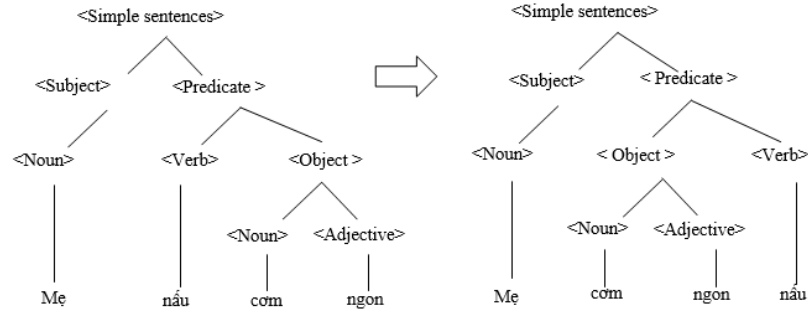 <Simple sentences>
<Subject> <Predicate >
<Noun> <Verb> <Object >
<Noun> <Adjective>
Mẹ nấu cơm ngon
<Simple sentences>
<Subject> < Predicate >
<Noun> < Object > <Verb>
<Noun> <Adjective>
Mẹ cơm ngon nấu